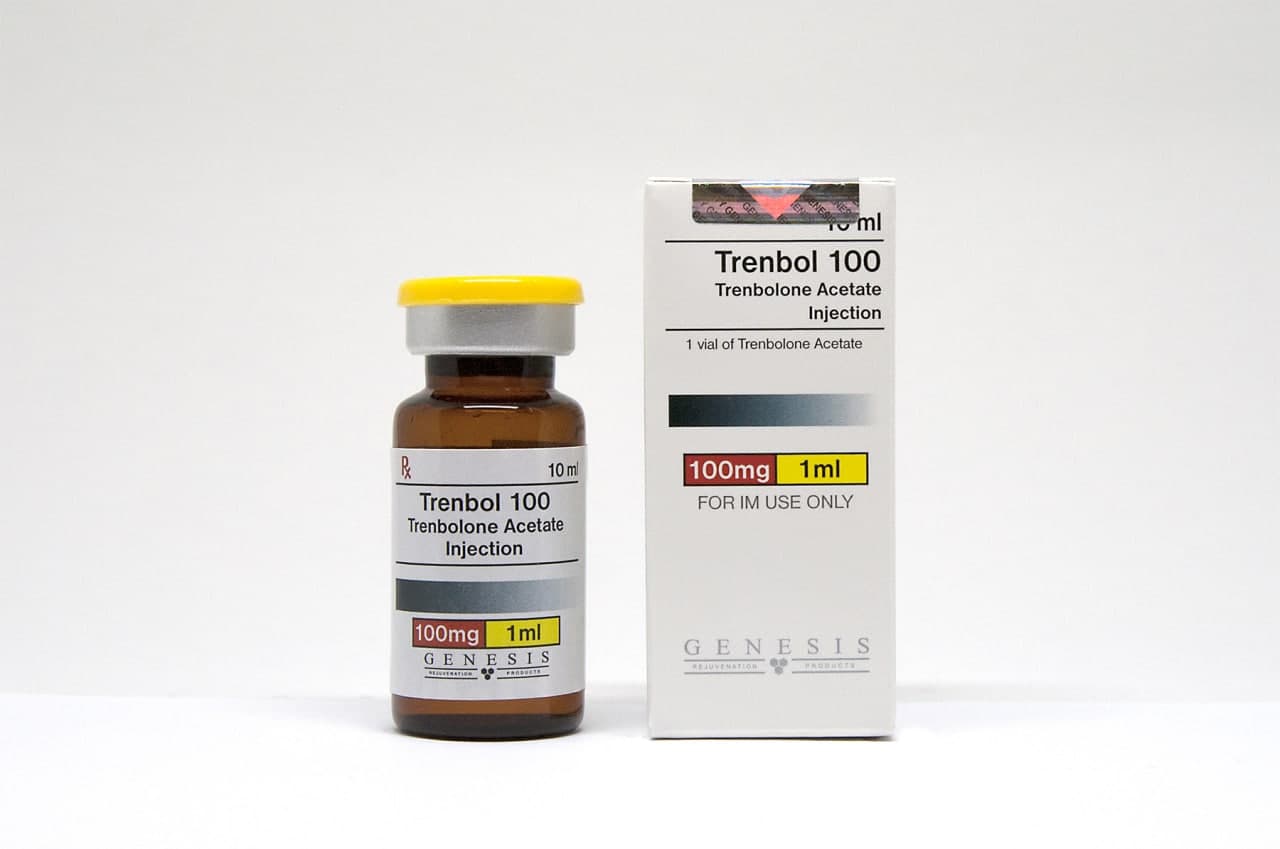 ℞ 10 ml
Trenbol 100
Trenbolone Acetate
Injection
100mg 1ml
GENESIS
REJUVENATION PRODUCTS
10 ml
Trenbol 100
Trenbolone Acetate
Injection
1 vial of Trenbolone Acetate
100mg 1ml
FOR IM USE ONLY
GENESIS
REJUVENATION PRODUCTS